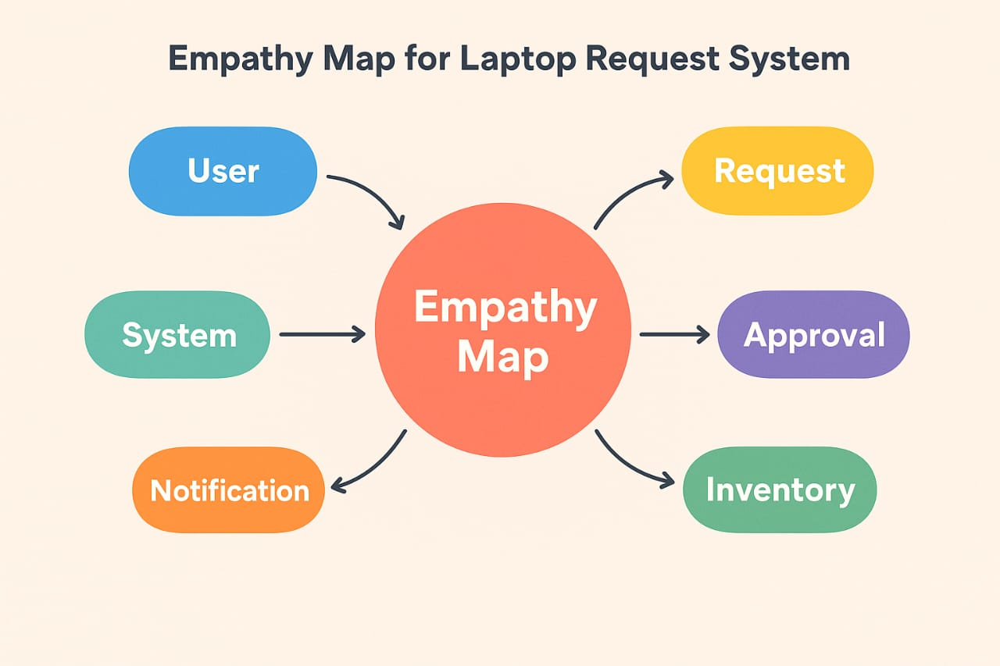 Empathy Map for Laptop Request System
User
Request
Empathy
Map
System
Approval
Notification
Inventory